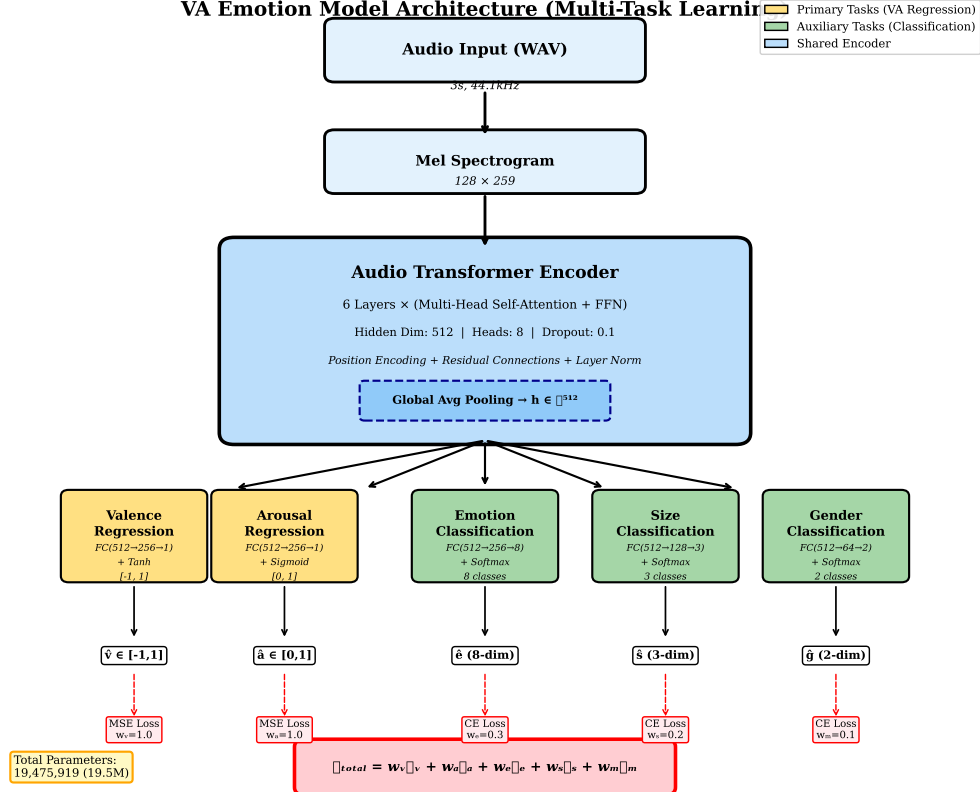 VA Emotion Model Architecture (Multi-Task Learning)
Primary Tasks (VA Regression)
Auxiliary Tasks (Classification)
Shared Encoder
Audio Input (WAV)
3s, 44.1kHz
Mel Spectrogram
128 × 259
Audio Transformer Encoder
6 Layers × (Multi-Head Self-Attention + FFN)
Hidden Dim: 512 | Heads: 8 | Dropout: 0.1
Position Encoding + Residual Connections + Layer Norm
Global Avg Pooling → h ∈ ▯⁵¹²
Valence
Regression
FC(512→256→1)
+ Tanh
[-1, 1]
Arousal
Regression
FC(512→256→1)
+ Sigmoid
[0, 1]
Emotion
Classification
FC(512→256→8)
+ Softmax
8 classes
Size
Classification
FC(512→128→3)
+ Softmax
3 classes
Gender
Classification
FC(512→64→2)
+ Softmax
2 classes
v̂ ∈ [-1,1]
â ∈ [0,1]
ê (8-dim)
ŝ (3-dim)
ĝ (2-dim)
MSE Loss
wᵥ=1.0
MSE Loss
wₐ=1.0
CE Loss
wₑ=0.3
CE Loss
wₛ=0.2
CE Loss
wₘ=0.1
Total Parameters:
19,475,919 (19.5M)
▯ₜₒₜₐₗ = wᵥ▯ᵥ + wₐ▯ₐ + wₑ▯ₑ + wₛ▯ₛ + wₘ▯ₘ